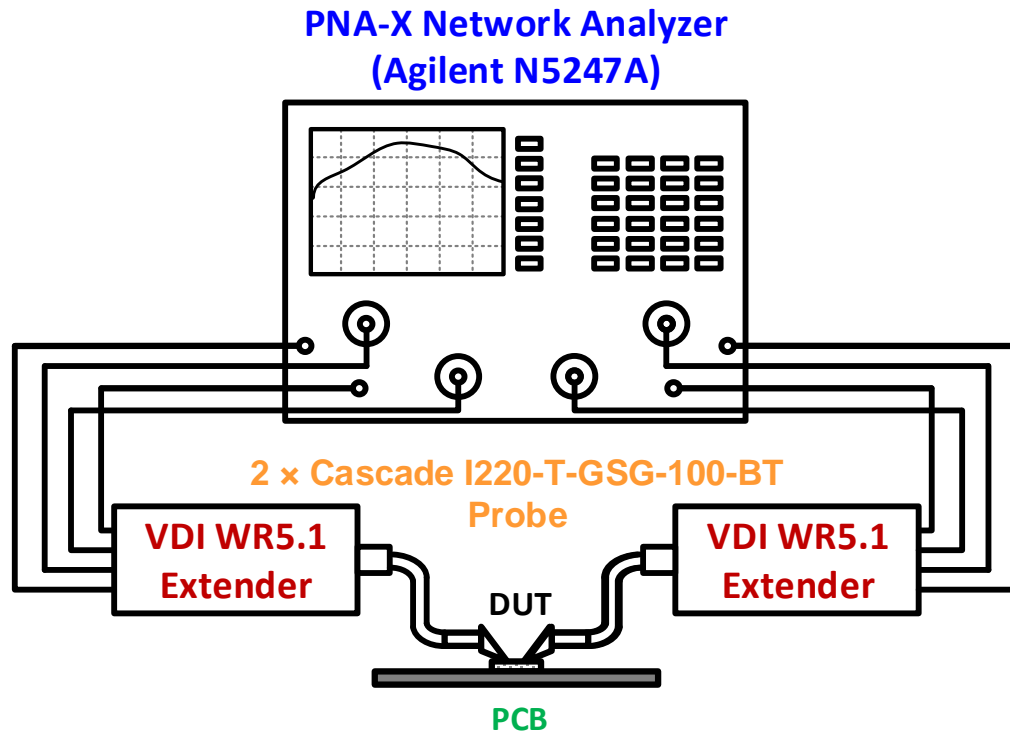 PNA-X Network Analyzer
(Agilent N5247A)
2 × Cascade I220-T-GSG-100-BT
Probe
VDI WR5.1
Extender
VDI WR5.1
Extender
DUT
PCB